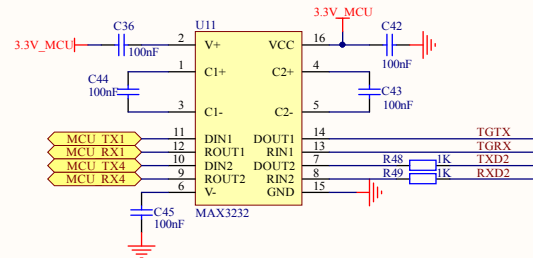 3.3V_MCU
C36
U11
C42
3.3V_MCU
100nF
2
V+
VCC
16
100nF
1
C1+
C2+
4
C44
100nF
C43
100nF
3
C1-
C2-
5
MCU_TX1
11
DIN1
DOUT1
14
TGTX
MCU_RX1
12
ROUT1
RIN1
13
TGRX
MCU_TX4
10
DIN2
DOUT2
7
R48
1K
TXD2
MCU_RX4
9
ROUT2
RIN2
8
R49
1K
RXD2
6
V-
GND
15
C45
100nF
MAX3232